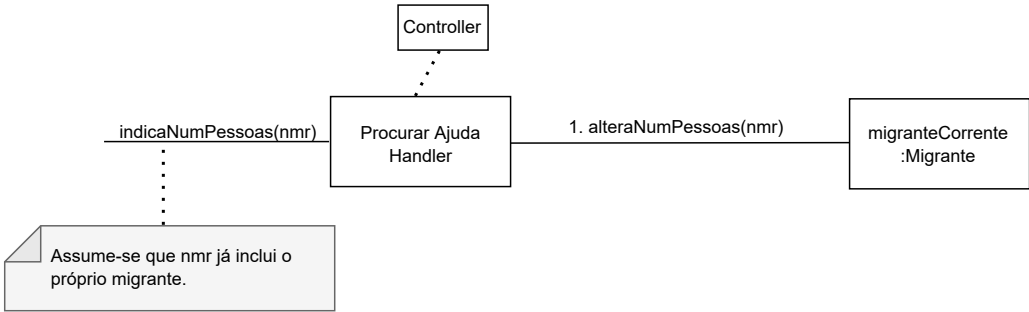 Controller
indicaNumPessoas(nmr)
Procurar Ajuda
Handler
1. alteraNumPessoas(nmr)
migranteCorrente
:Migrante
Assume-se que nmr já inclui o
próprio migrante.